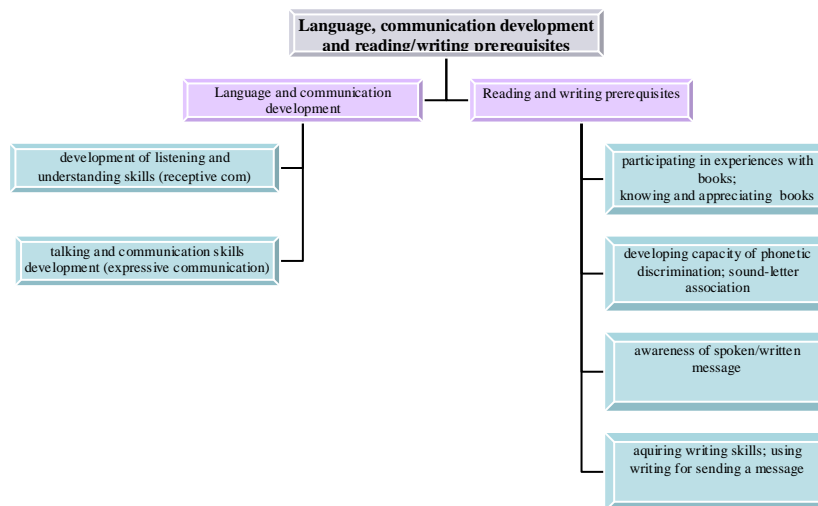 Language, communication development
and reading/writing prerequisites
Language and communication
development
Reading and writing prerequisites
development of listening and
understanding skills (receptive com)
talking and communication skills
development (expressive communication)
participating in experiences with
books;
knowing and appreciating books
developing capacity of phonetic
discrimination; sound-letter
association
awareness of spoken/written
message
aquiring writing skills; using
writing for sending a message